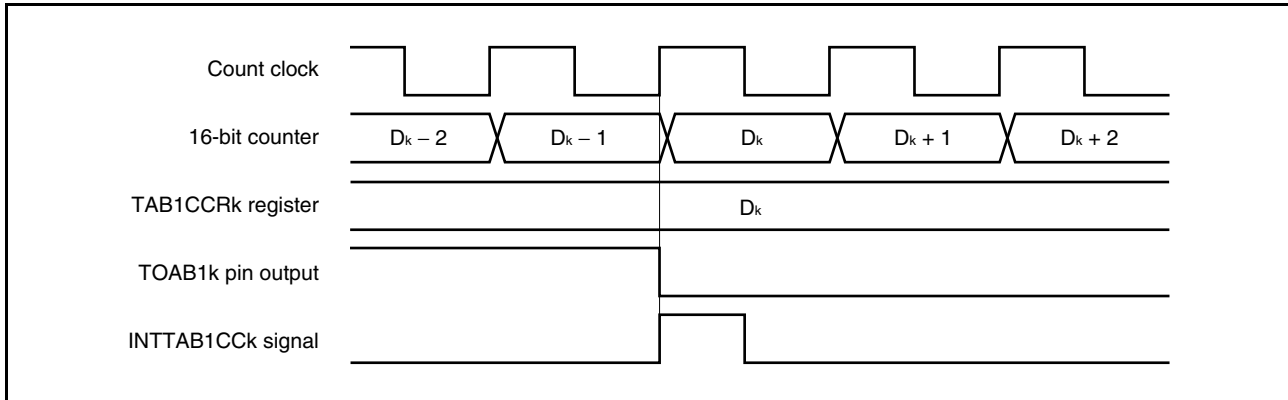 Count clock
16-bit counter Dk − 2 Dk − 1 Dk Dk + 1 Dk + 2
TAB1CCRk register Dk
TOAB1k pin output
INTTAB1CCk signal